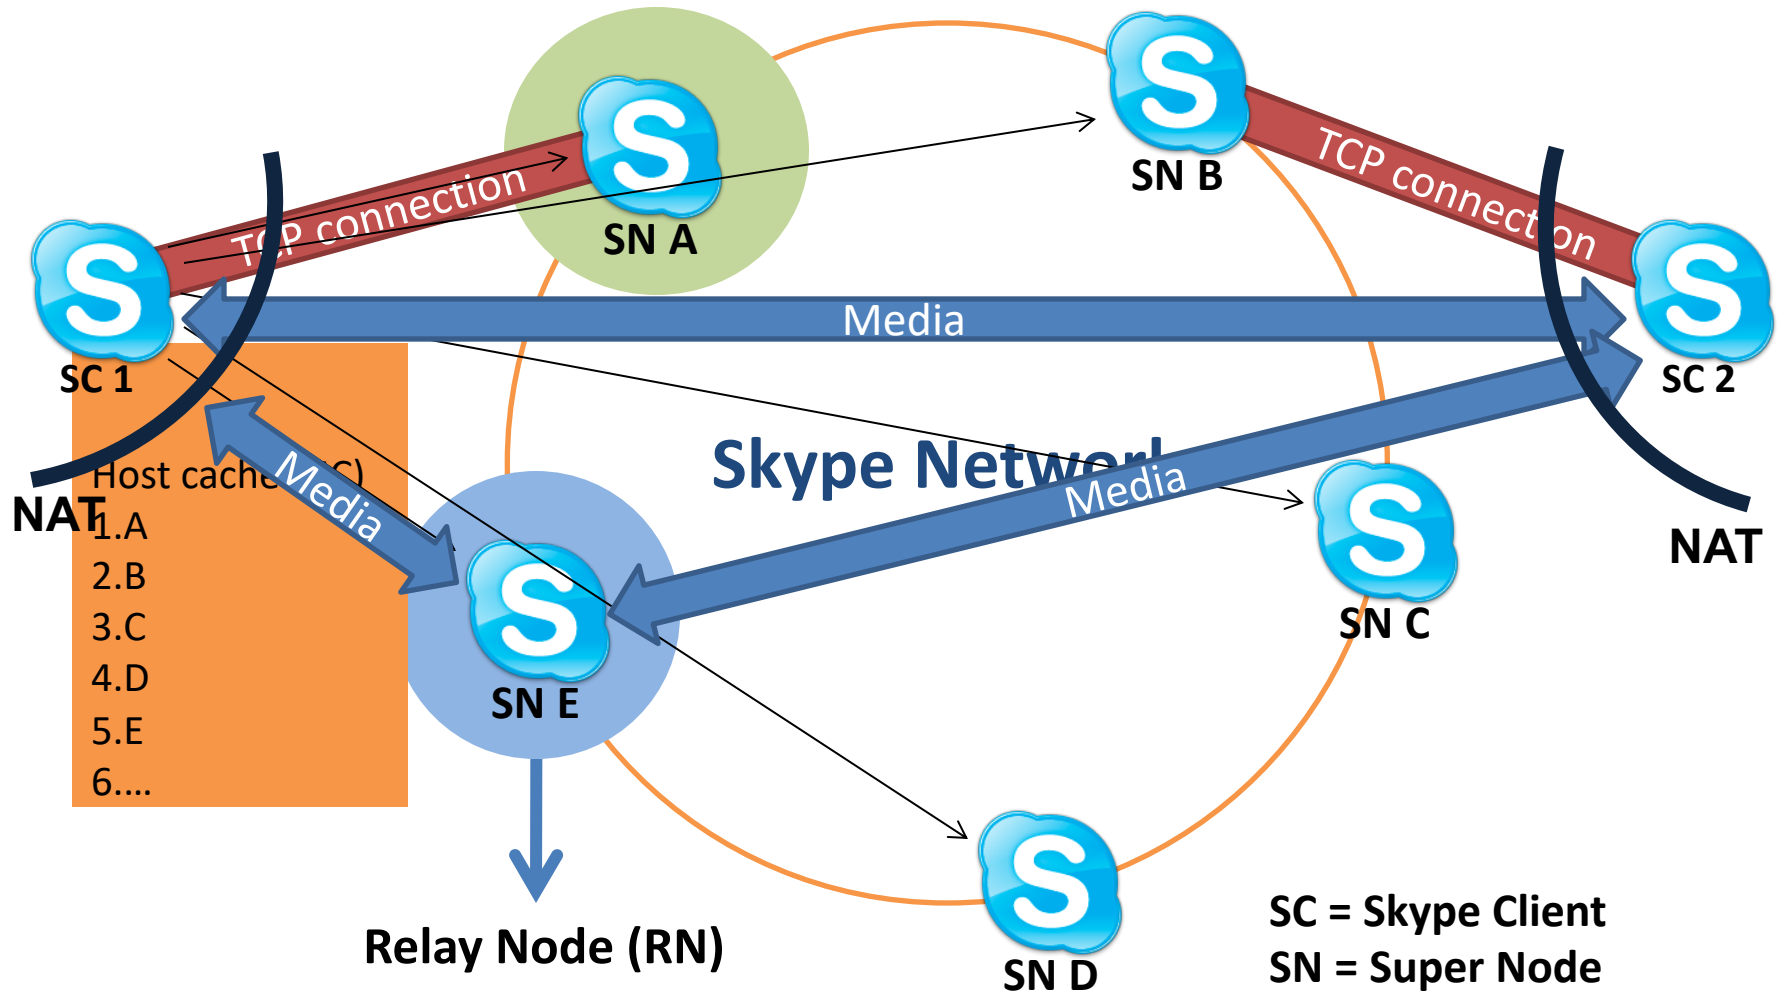 SN A
SN B
TCP connection
TCP connection
Media
SC 1
SC 2
Skype Network
Host cache C)
1.A
2.B
3.C
4.D
5.E
6.…
NAT
Media
Media
NAT
SN C
SN E
SN D
Relay Node (RN)
SC = Skype Client
SN = Super Node